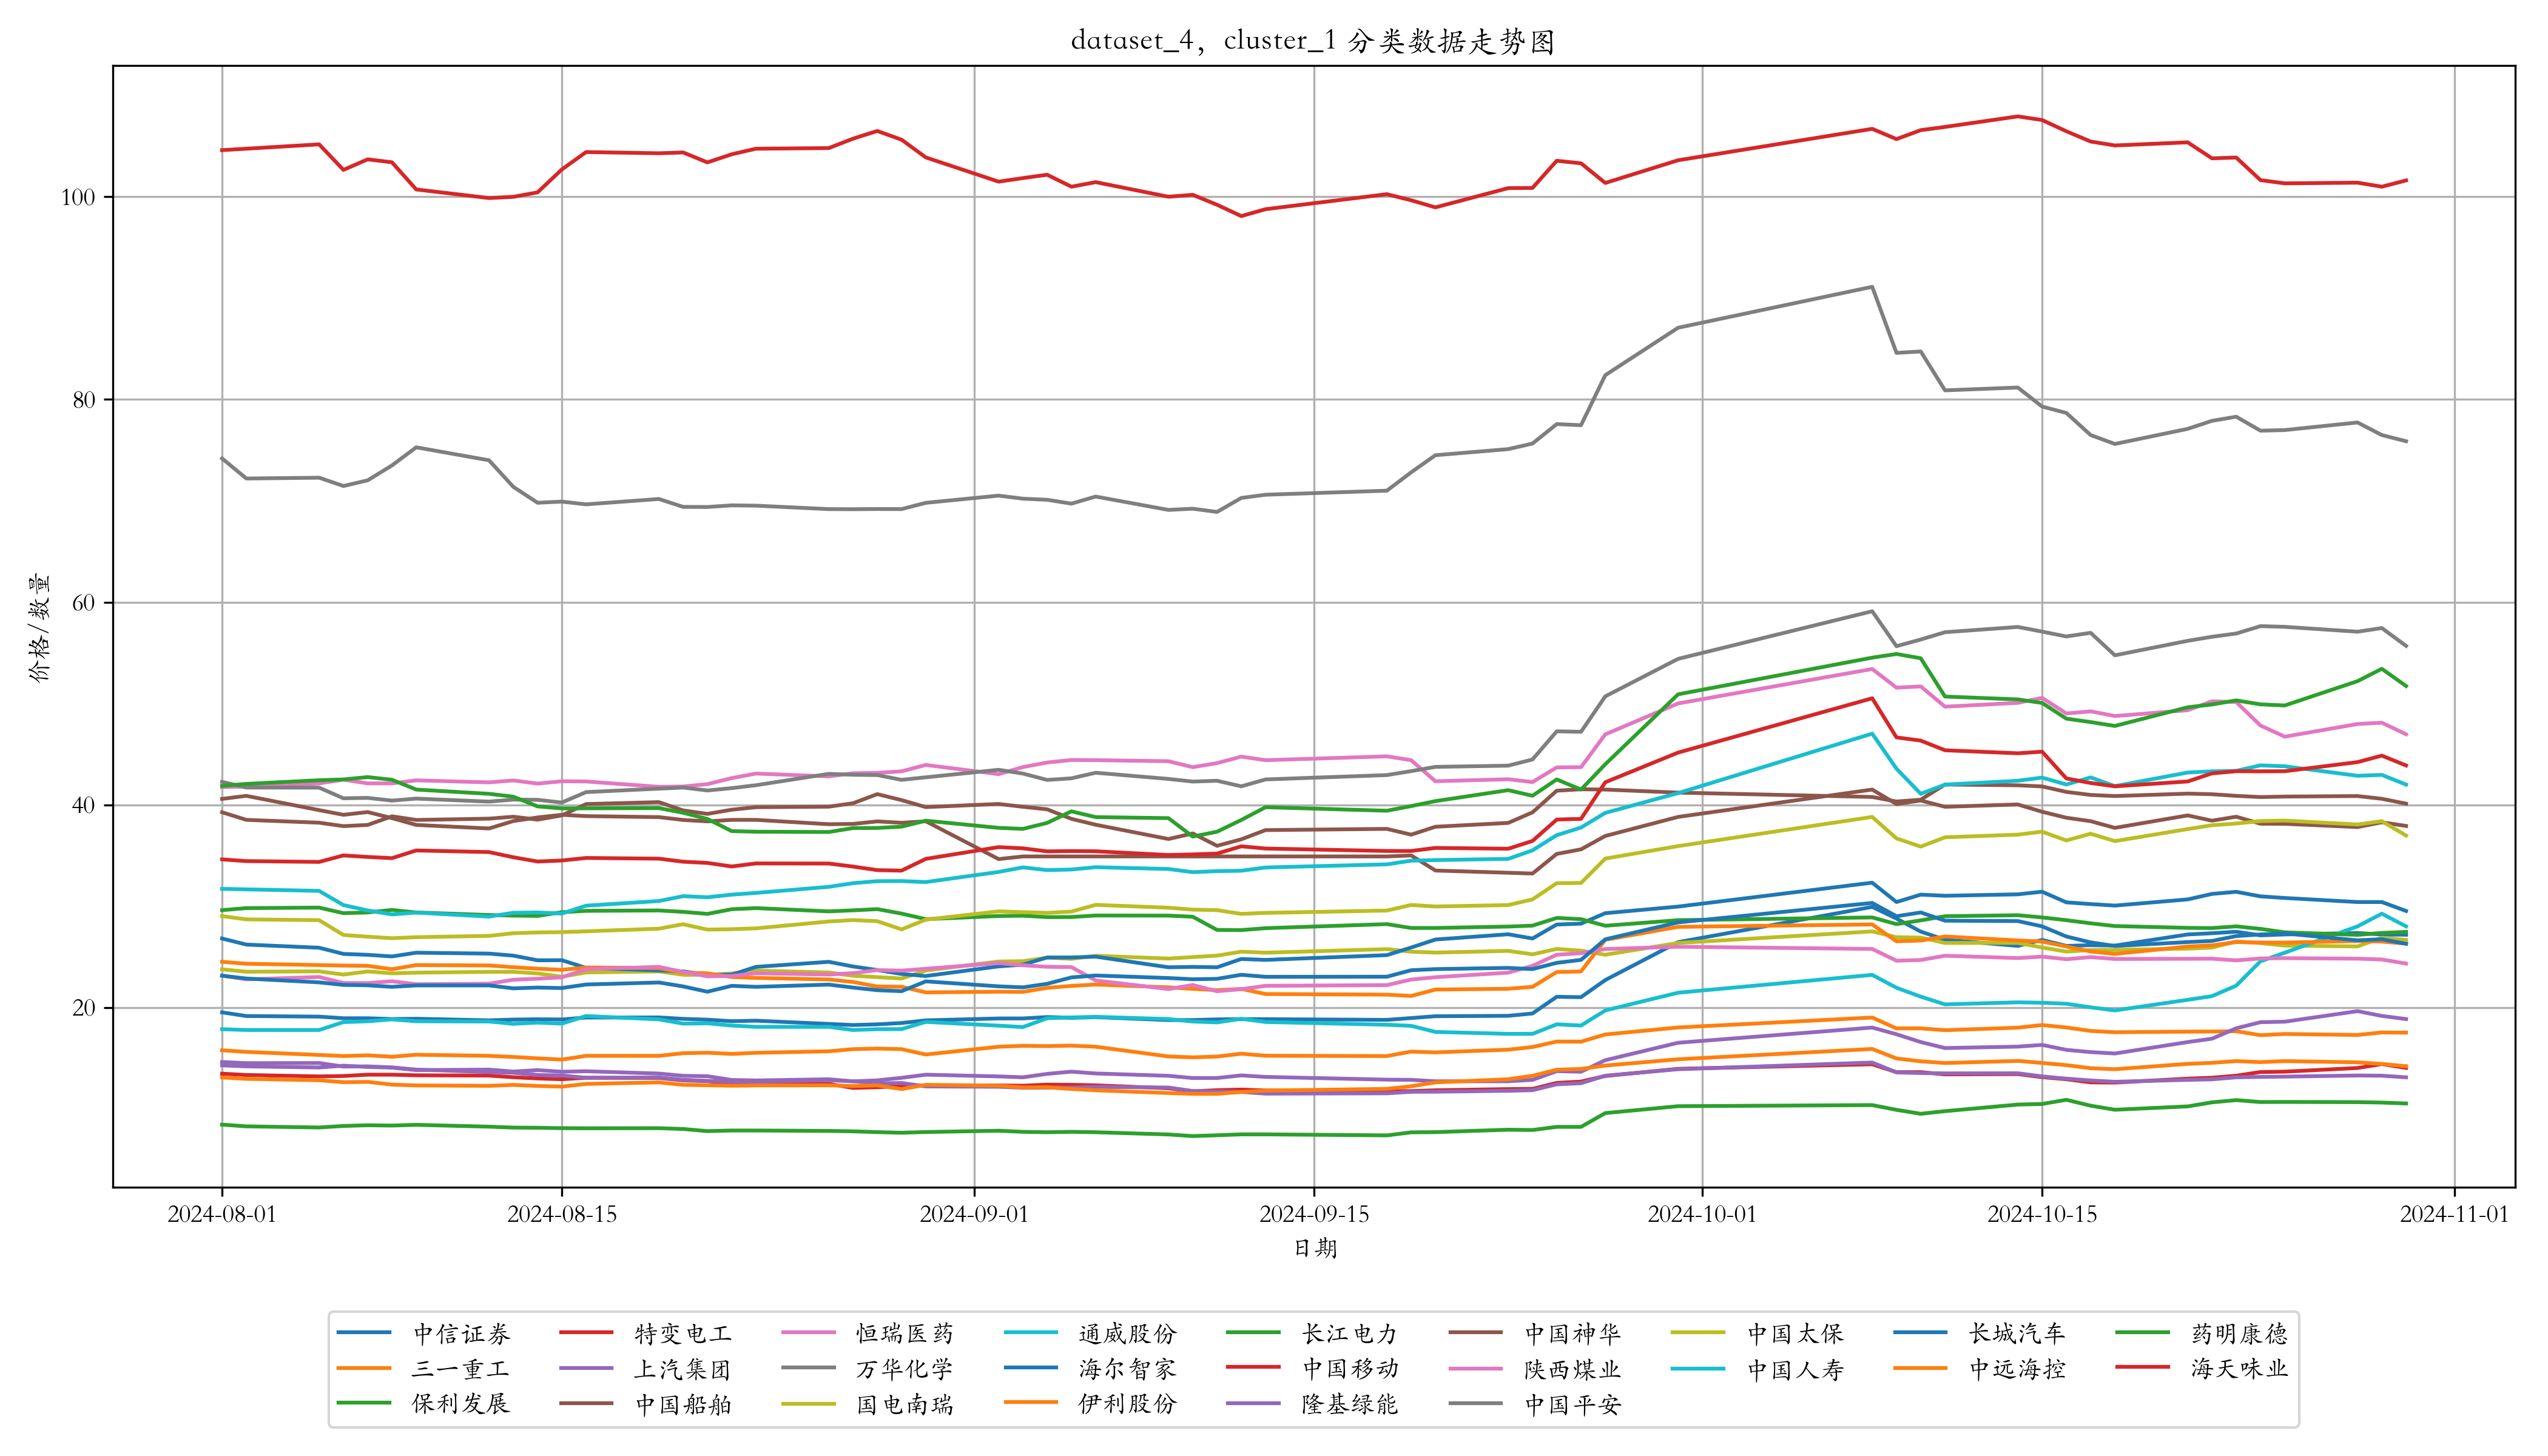 dataset_4，cluster_1 分类数据走势图
价格/数量
100
80
60
40
20
2024-08-01 2024-08-15 2024-09-01 2024-09-15 2024-10-01 2024-10-15 2024-11-01
日期
中信证券 特变电工 恒瑞医药 通威股份 长江电力 中国神华 中国太保 长城汽车 药明康德
三一重工 上汽集团 万华化学 海尔智家 中国移动 陕西煤业 中国人寿 中远海控 海天味业
保利发展 中国船舶 国电南瑞 伊利股份 隆基绿能 中国平安